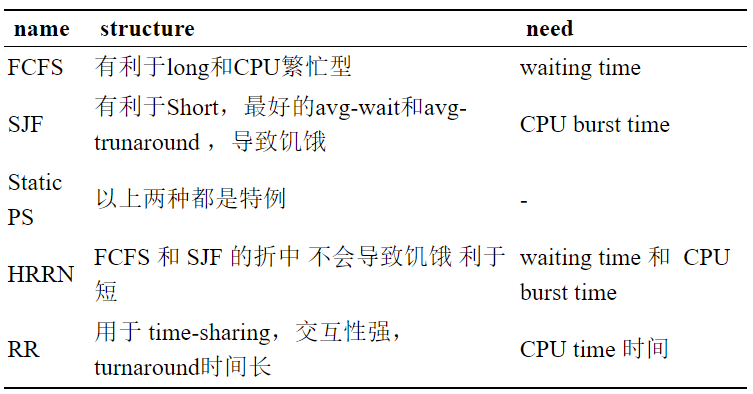 name structure need
FCFS 有利于long和CPU繁忙型 waiting time
SJF 有利于Short，最好的avg-wait和avg-
trunaround ，导致饥饿 CPU burst time
Static
PS 以上两种都是特例 -
HRRN FCFS 和 SJF 的折中 不会导致饥饿 利于
短 waiting time 和 CPU
burst time
RR 用于 time-sharing，交互性强，
turnaround时间长 CPU time 时间